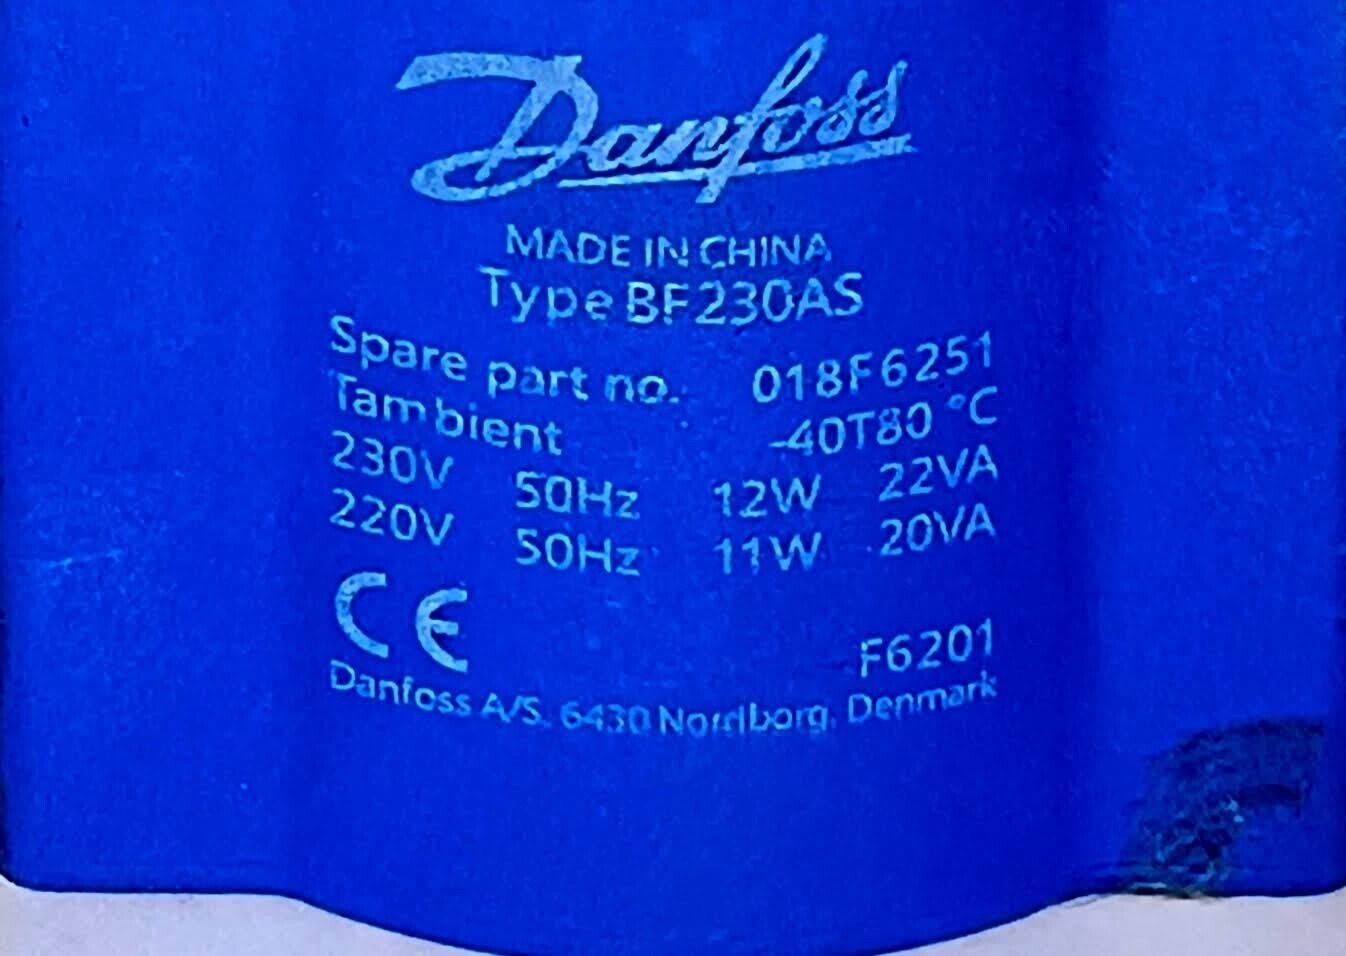 Danfoss
MADE IN CHINA
Type BF230AS
Spare part no. 018F6251
Tambient -40T80 °C
230V 50Hz 12W 22VA
220V 50Hz 11W 20VA
CE F6201
Danfoss A/S. 6430 Nordborg, Denmark